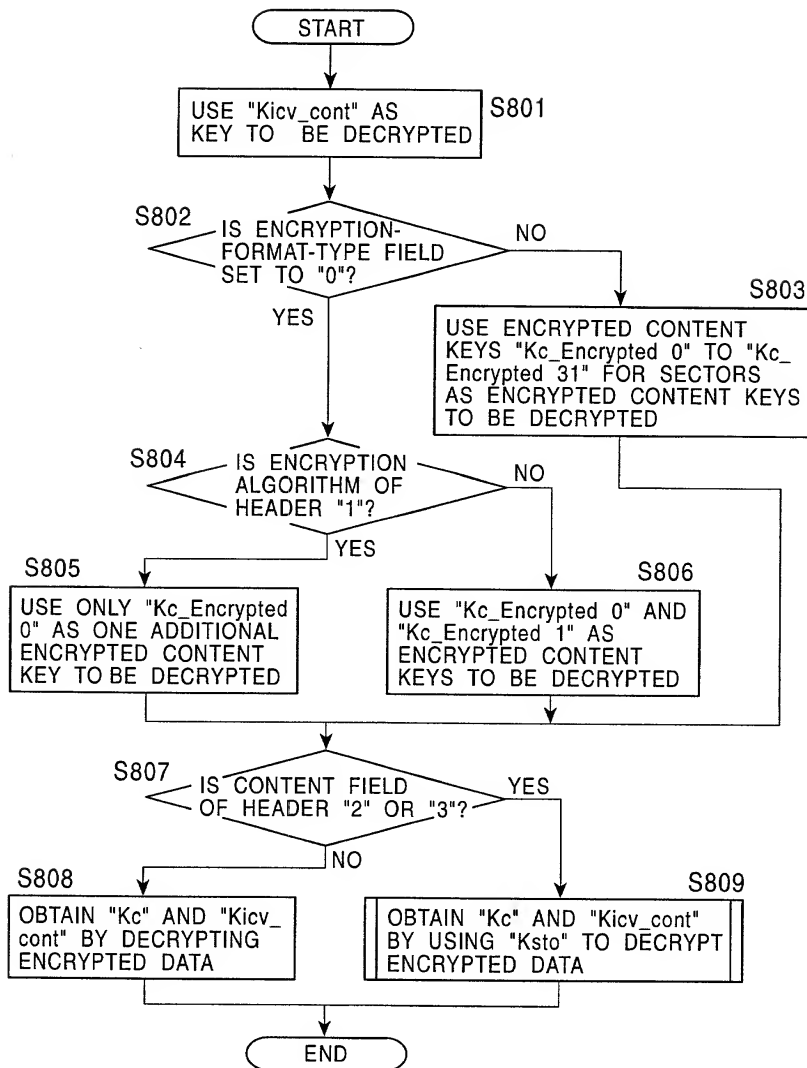 START
S801
USE "Kicv_cont" AS
KEY TO BE DECRYPTED
S802
IS ENCRYPTION-
FORMAT-TYPE FIELD
SET TO "0"?
NO
YES
S803
USE ENCRYPTED CONTENT
KEYS "Kc_Encrypted 0" TO "Kc_
Encrypted 31" FOR SECTORS
AS ENCRYPTED CONTENT KEYS
TO BE DECRYPTED
S804
IS ENCRYPTION
ALGORITHM OF
HEADER "1"?
NO
YES
S805
USE ONLY "Kc_Encrypted
0" AS ONE ADDITIONAL
ENCRYPTED CONTENT
KEY TO BE DECRYPTED
S806
USE "Kc_Encrypted 0" AND
"Kc_Encrypted 1" AS
ENCRYPTED CONTENT
KEYS TO BE DECRYPTED
S807
IS CONTENT FIELD
OF HEADER "2" OR "3"?
YES
NO
S808
OBTAIN "Kc" AND "Kicv_
cont" BY DECRYPTING
ENCRYPTED DATA
S809
OBTAIN "Kc" AND "Kicv_cont"
BY USING "Ksto" TO DECRYPT
ENCRYPTED DATA
END